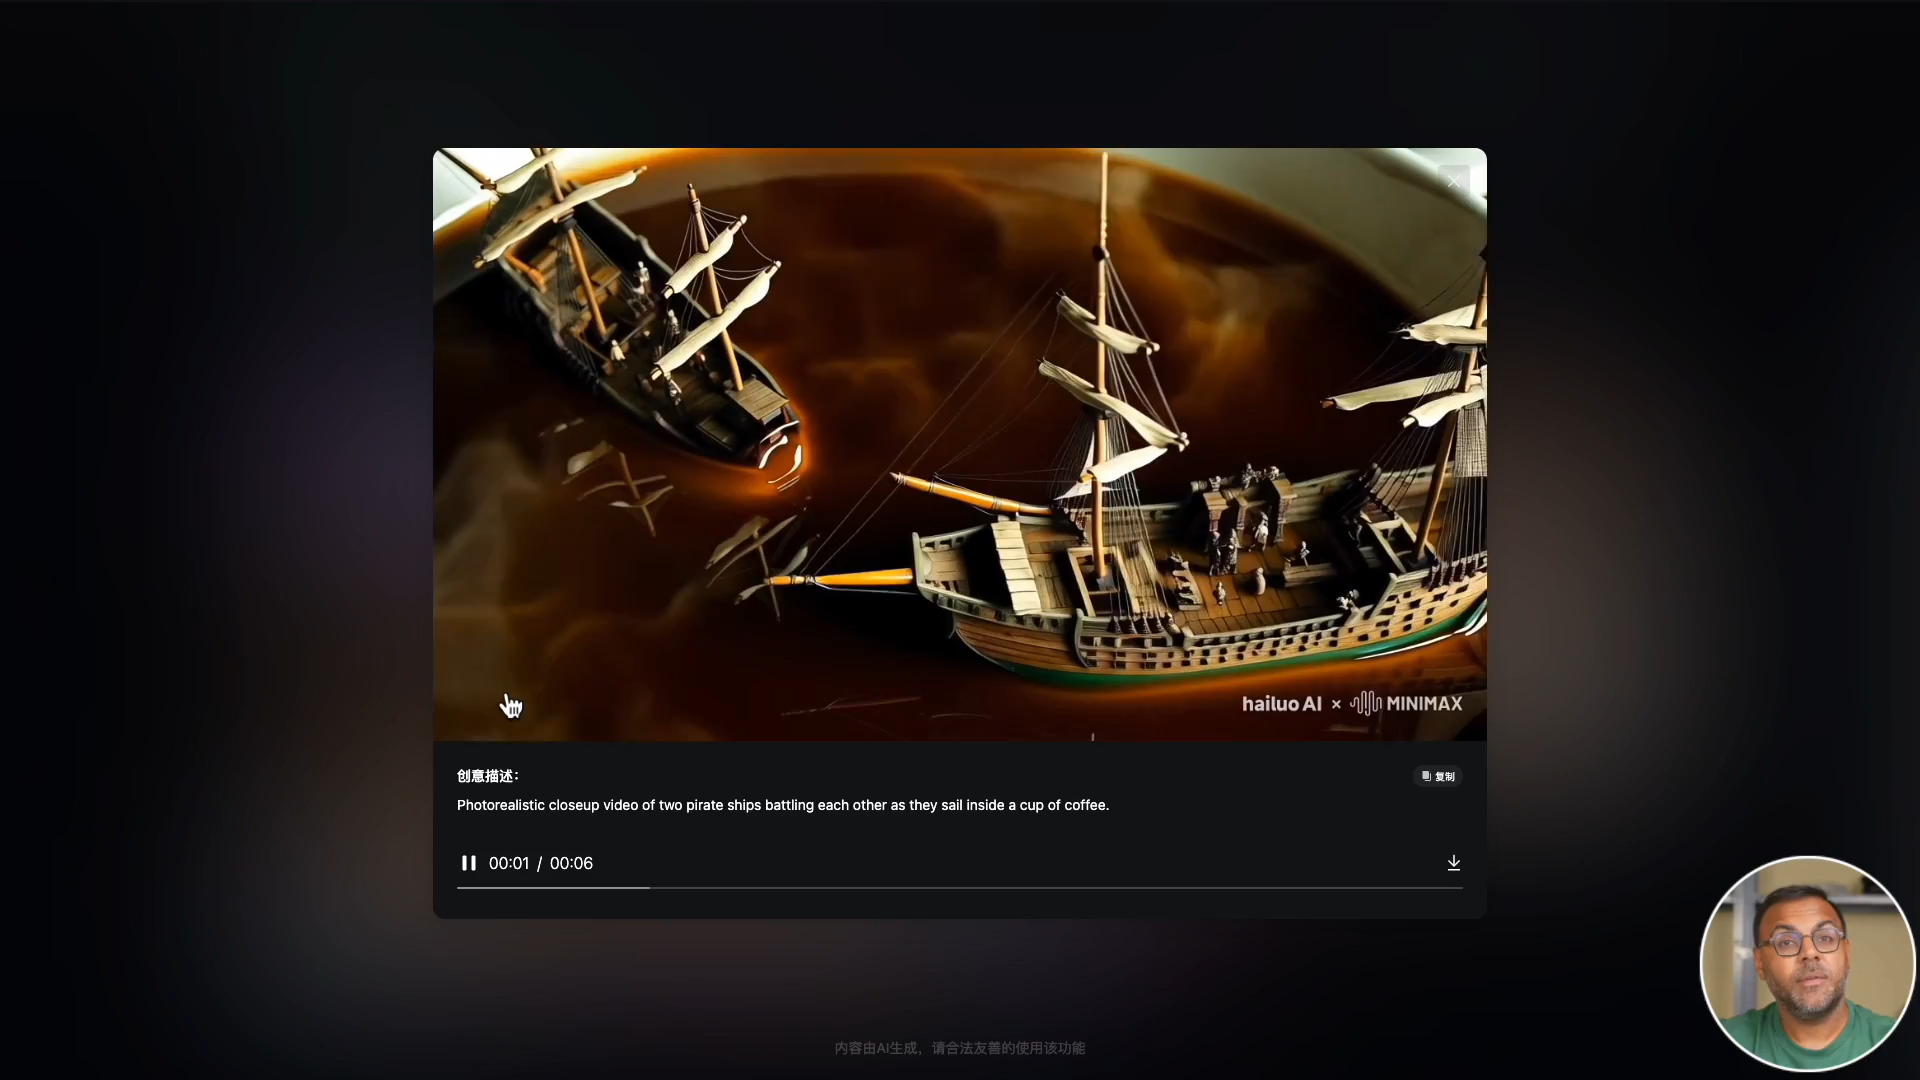 hailuo AI × MINIMAX
创意描述：
复制
Photorealistic closeup video of two pirate ships battling each other as they sail inside a cup of coffee.
00:01 / 00:06
内容由AI生成，请合法友善的使用该功能